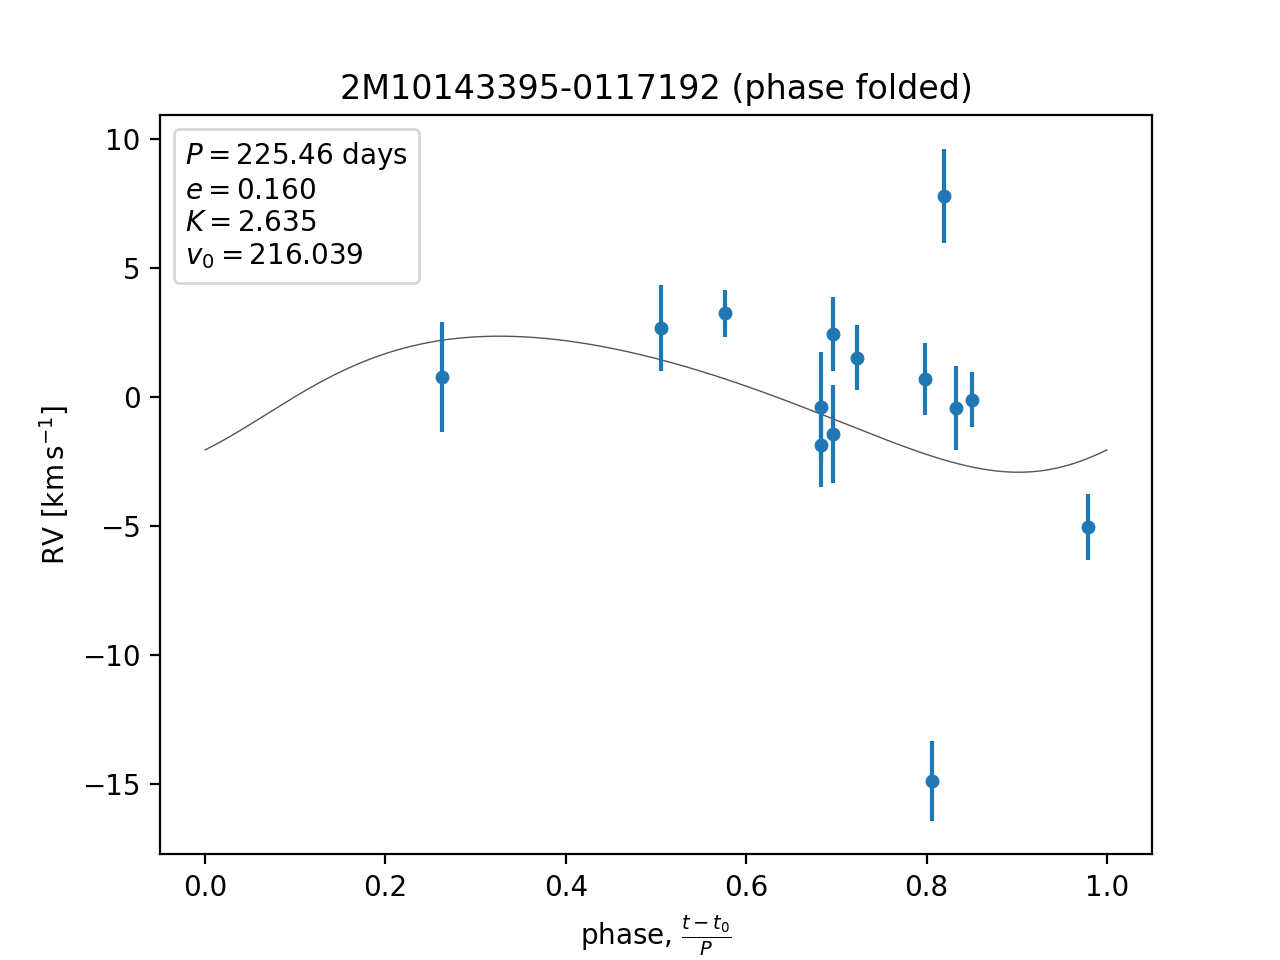 2M10143395-0117192 (phase folded)
P = 225.46 days
e = 0.160
K = 2.635
v₀ = 216.039
10
5
0
−5
−10
−15
RV [km s⁻¹]
0.0 0.2 0.4 0.6 0.8 1.0
phase, (t − t₀)/P